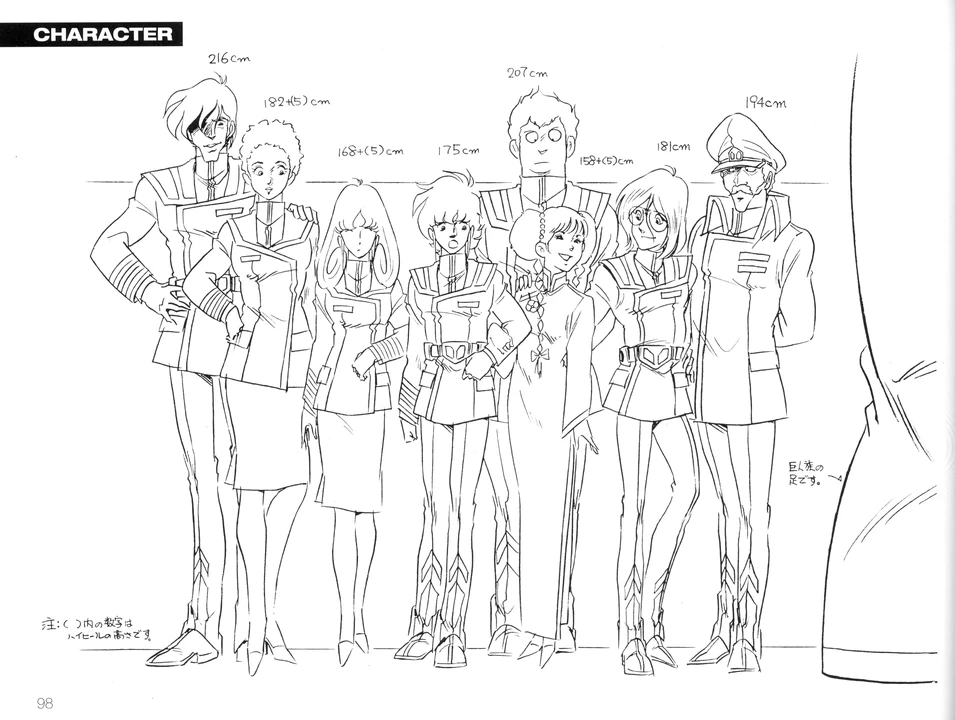 CHARACTER
216cm
182+(5)cm
168+(5)cm
175cm
207cm
158+(5)cm
181cm
194cm
巨人族の
足です。
注:( )内の数字は
ハイヒールの高さです。
98